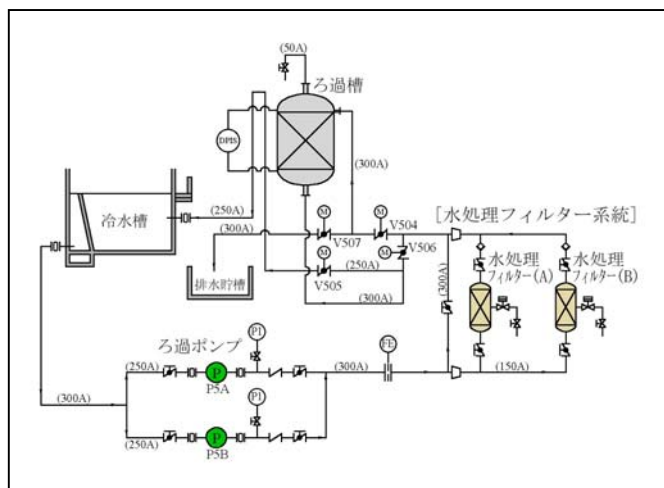 (50A)
ろ過槽
DPIS
(300A)
冷水槽
(250A)
(300A)
M
V507
M
V504
M
V506
[水処理フィルター系統]
排水貯槽
M
V505
(250A)
(300A)
(300A)
水処理
フィルター(A)
水処理
フィルター(B)
ろ過ポンプ
(250A)
P
P5A
PI
(300A)
FE
(150A)
(300A)
(250A)
P
P5B
PI